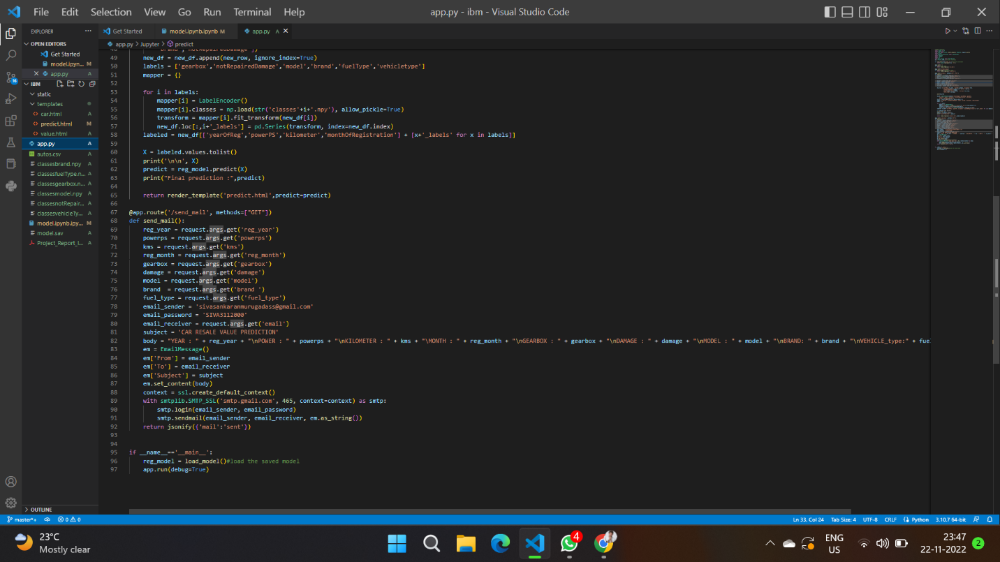 File Edit Selection View Go Run Terminal Help app.py - ibm - Visual Studio Code
EXPLORER ···
Get Started model.ipynb.ipynb M app.py A
OPEN EDITORS
Get Started
model.ipyn... M
app.py A
IBM
static
templates
car.html A
predict.html A
value.html A
app.py A
autos.csv A
classesbrand.npy A
classesfuelType.n... A
classesgearbox.n... A
classesmodel.npy A
classesnotRepair... A
classesvehicleTy... A
model.ipynb.ipy... M
model.sav A
Project_Report_I... A
OUTLINE
16
app.py > Jupyter > predict
48 'brand','notRepairedDamage'])
49 new_df = new_df.append(new_row, ignore_index=True)
50 labels = ['gearbox','notRepairedDamage','model','brand','fuelType','vehicletype']
51 mapper = {}
52
53 for i in labels:
54 mapper[i] = LabelEncoder()
55 mapper[i].classes = np.load(str('classes'+i+'.npy'), allow_pickle=True)
56 transform = mapper[i].fit_transform(new_df[i])
57 new_df.loc[:,i+'_labels'] = pd.Series(transform, index=new_df.index)
58 labeled = new_df[['yearOfReg','powerPS','kilometer','monthOfRegistration'] + [x+'_labels' for x in labels]]
59
60 X = labeled.values.tolist()
61 print('\n\n', X)
62 predict = reg_model.predict(X)
63 print("Final prediction :",predict)
64
65 return render_template('predict.html',predict=predict)
66
67 @app.route('/send_mail', methods=["GET"])
68 def send_mail():
69 reg_year = request.args.get('reg_year')
70 powerps = request.args.get('powerps')
71 kms = request.args.get('kms')
72 reg_month = request.args.get('reg_month')
73 gearbox = request.args.get('gearbox')
74 damage = request.args.get('damage')
75 model = request.args.get('model')
76 brand  = request.args.get('brand ')
77 fuel_type = request.args.get('fuel_type')
78 email_sender = 'sivasankaranmurugadass@gmail.com'
79 email_password = 'SIVA3112000'
80 email_receiver = request.args.get('email')
81 subject = 'CAR RESALE VALUE PREDICTION'
82 body = "YEAR : " + reg_year + "\nPOWER : " + powerps + "\nKILOMETER : " + kms + "\MONTH : " + reg_month + "\nGEARBOX : " + gearbox + "\nDAMAGE : " + damage + "\nMODEL : " + model + "\nBRAND: " + brand + "\nVEHICLE_type:" + fue
83 em = EmailMessage()
84 em['From'] = email_sender
85 em['To'] = email_receiver
86 em['Subject'] = subject
87 em.set_content(body)
88 context = ssl.create_default_context()
89 with smtplib.SMTP_SSL('smtp.gmail.com', 465, context=context) as smtp:
90 smtp.login(email_sender, email_password)
91 smtp.sendmail(email_sender, email_receiver, em.as_string())
92 return jsonify({'mail':'sent'})
93
94
95 if __name__=='__main__':
96 reg_model = load_model()#load the saved model
97 app.run(debug=True)
master*+ 0 0 Ln 33, Col 24 Tab Size: 4 UTF-8 CRLF Python 3.10.7 64-bit
23°C
Mostly clear
4
ENG
US
23:47
22-11-2022
2